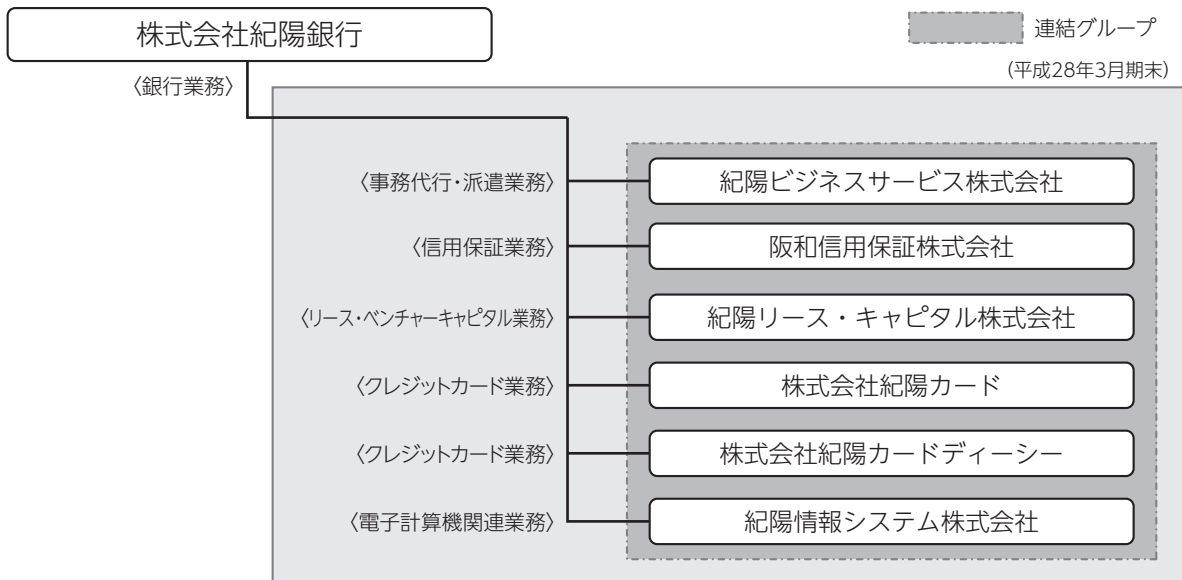 株式会社紀陽銀行
連結グループ
(平成28年3月期末)
〈銀行業務〉
〈事務代行・派遣業務〉
紀陽ビジネスサービス株式会社
〈信用保証業務〉
阪和信用保証株式会社
〈リース・ベンチャーキャピタル業務〉
紀陽リース・キャピタル株式会社
〈クレジットカード業務〉
株式会社紀陽カード
〈クレジットカード業務〉
株式会社紀陽カードディーシー
〈電子計算機関連業務〉
紀陽情報システム株式会社